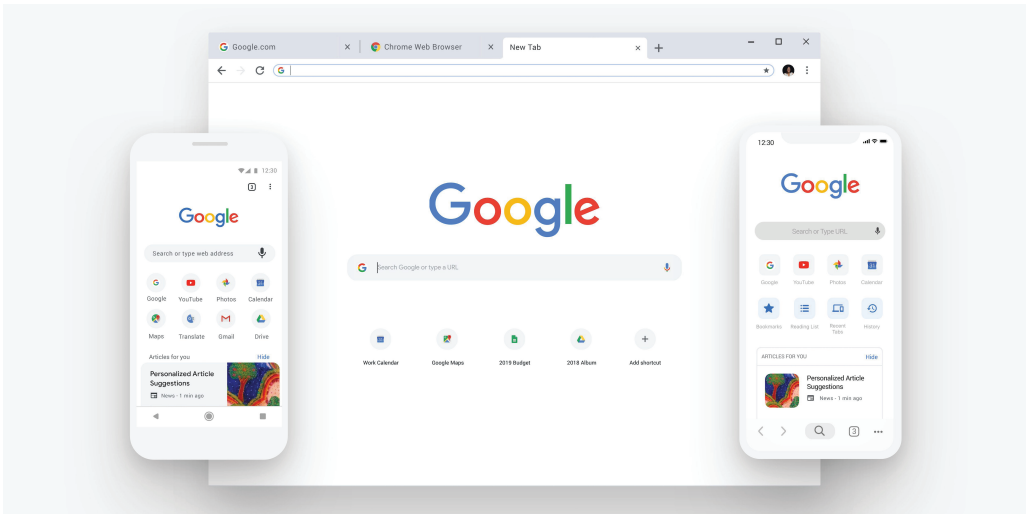 Google.com
Chrome Web Browser
New Tab
Google
Search Google or type a URL
Work Calendar
Google Maps
2019 Budget
2018 Album
Add shortcut
12:30
3
Google
Search or type web address
Google YouTube Photos Calendar
Maps Translate Gmail Drive
Articles for you Hide
Personalized Article
Suggestions
News - 1 min ago
12:30
Google
Search or Type URL
Google YouTube Photos Calendar
Bookmarks Reading List Recent
Tabs History
ARTICLES FOR YOU Hide
Personalized Article
Suggestions
News - 1 min ago
3